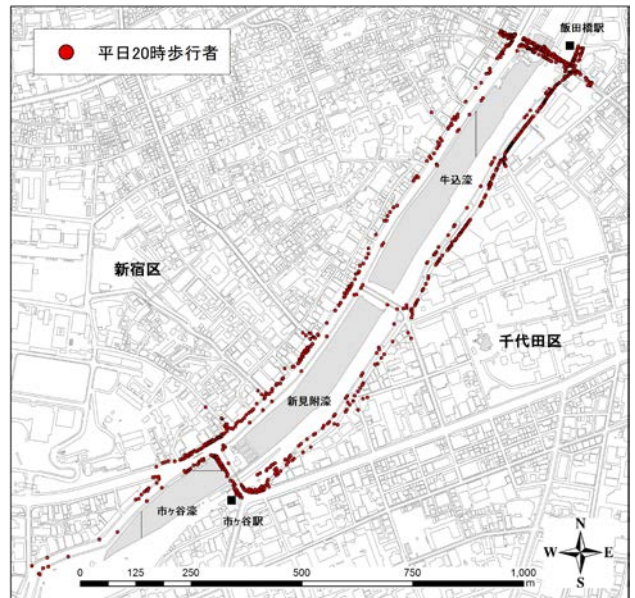 平日20時歩行者
飯田橋駅
牛込濠
新宿区
千代田区
新見附濠
市ヶ谷濠
市ヶ谷駅
N
W E
S
0 125 250 500 750 1,000
m